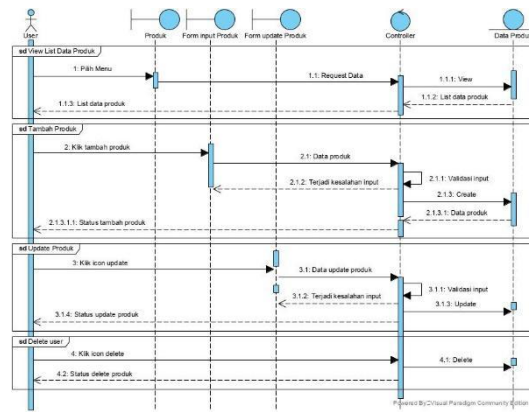 User
Produk
Form input Produk
Form update Produk
Controller
Data Produk
sd View List Data Produk
1: Pilih Menu
1.1: Request Data
1.1.1: View
1.1.2: List data produk
1.1.3: List data produk
sd Tambah Produk
2: Klik tambah produk
2.1: Data produk
2.1.1: Validasi input
2.1.2: Terjadi kesalahan input
2.1.3: Create
2.1.3.1: Data produk
2.1.3.1.1: Status tambah produk
sd Update Produk
3: Klik icon update
3.1: Data update produk
3.1.1: Validasi input
3.1.2: Terjadi kesalahan input
3.1.3: Update
3.1.4: Status update produk
sd Delete user
4: Klik icon delete
4.1: Delete
4.2: Status delete produk
Powered By Visual Paradigm Community Edition